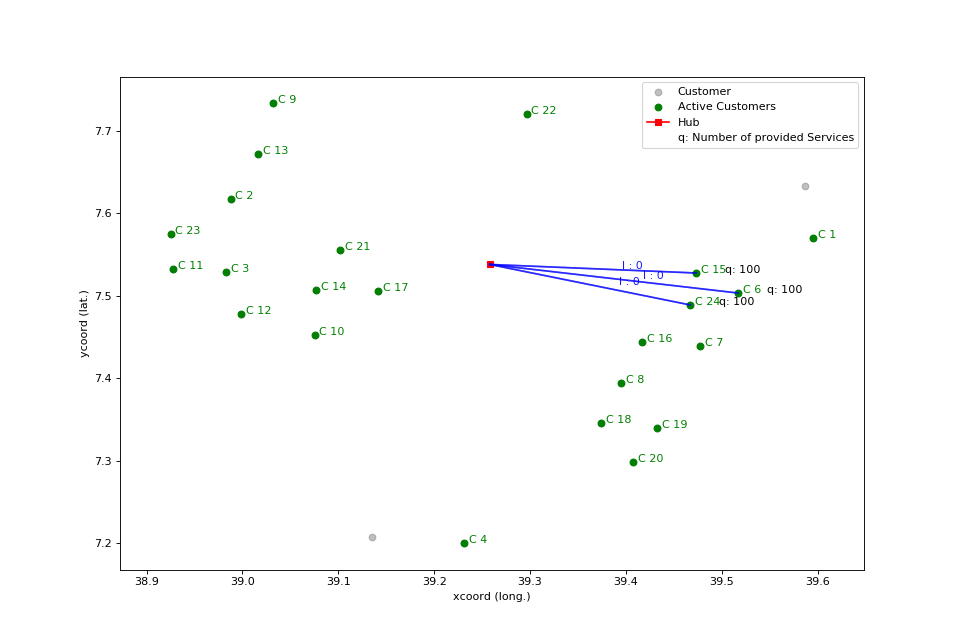 Customer
Active Customers
Hub
q: Number of provided Services
C 9
C 22
C 13
C 2
C 23
C 1
C 21
C 11
C 3
l : 0
C 15
q: 100
l : 0
l : 0
C 14
C 17
C 6
q: 100
C 24
q: 100
C 12
C 10
C 16
C 7
C 8
C 18
C 19
C 20
C 4
7.7
7.6
7.5
7.4
7.3
7.2
ycoord (lat.)
38.9
39.0
39.1
39.2
39.3
39.4
39.5
39.6
xcoord (long.)